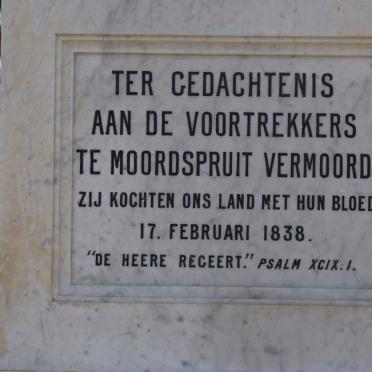 TER GEDACHTENIS
AAN DE VOORTREKKERS
TE MOORDSPRUIT VERMOORD
ZIJ KOCHTEN ONS LAND MET HUN BLOED
17. FEBRUARI 1838.
"DE HEERE REGEERT." PSALM XCIX.I.